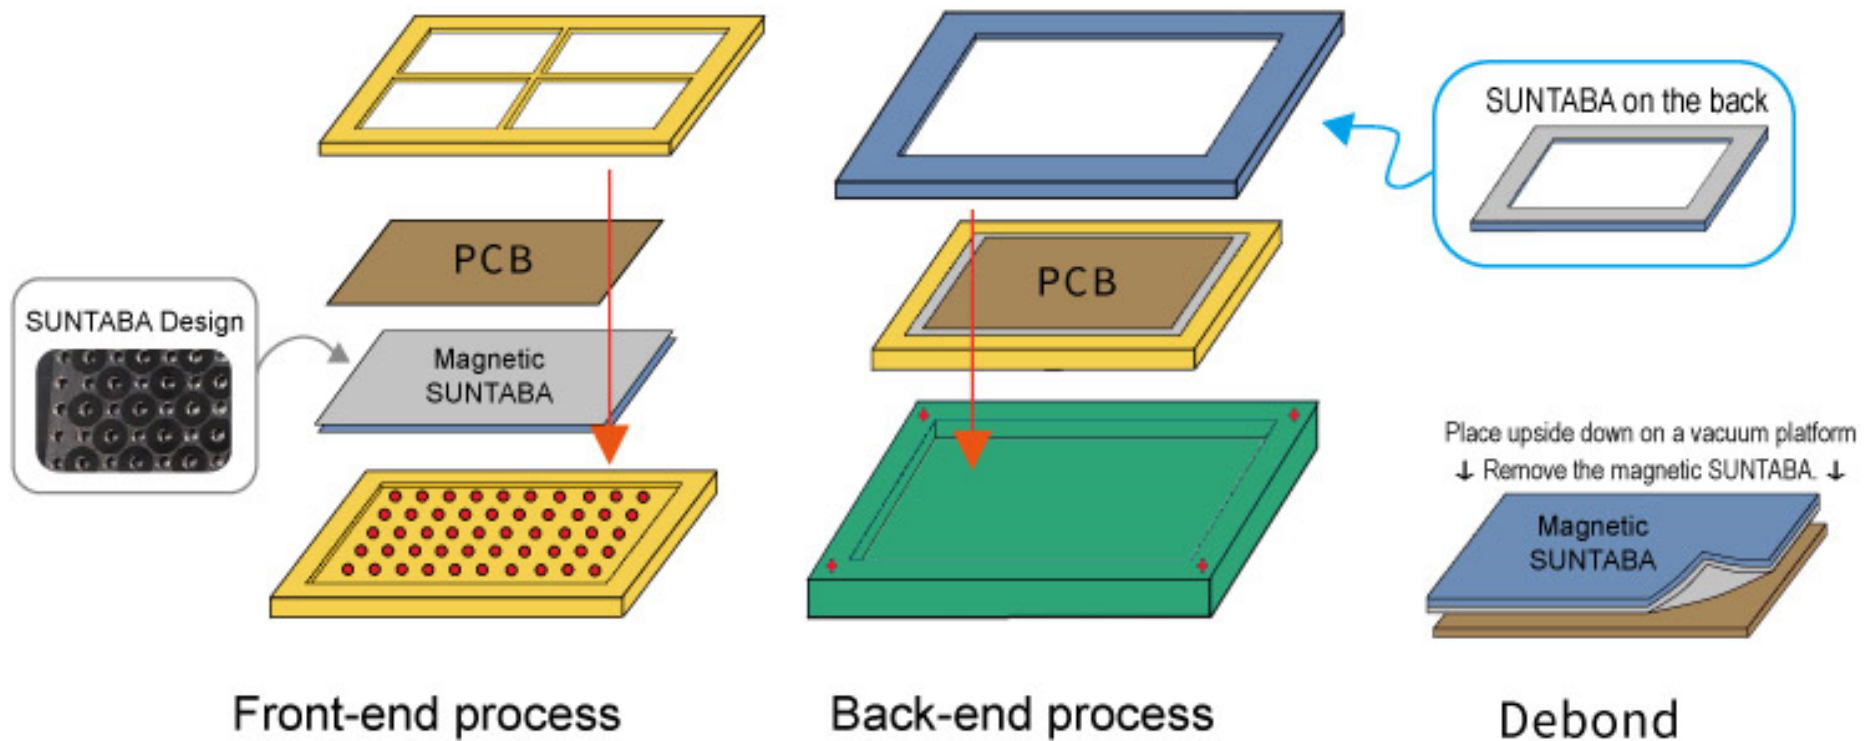 SUNTABA on the back
PCB
PCB
SUNTABA Design
Magnetic
SUNTABA
Place upside down on a vacuum platform
↓ Remove the magnetic SUNTABA. ↓
Magnetic
SUNTABA
Front-end process
Back-end process
Debond